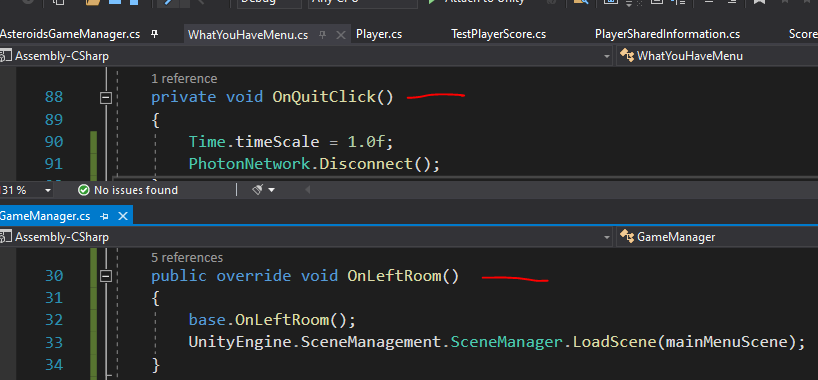 Debug
Any CPU
Attach to Unity
AsteroidsGameManager.cs
WhatYouHaveMenu.cs
Player.cs
TestPlayerScore.cs
PlayerSharedInformation.cs
Score
Assembly-CSharp
WhatYouHaveMenu
1 reference
88 private void OnQuitClick()
89 {
90 Time.timeScale = 1.0f;
91 PhotonNetwork.Disconnect();
131 %
No issues found
GameManager.cs
Assembly-CSharp
GameManager
5 references
30 public override void OnLeftRoom()
31 {
32 base.OnLeftRoom();
33 UnityEngine.SceneManagement.SceneManager.LoadScene(mainMenuScene);
34 }